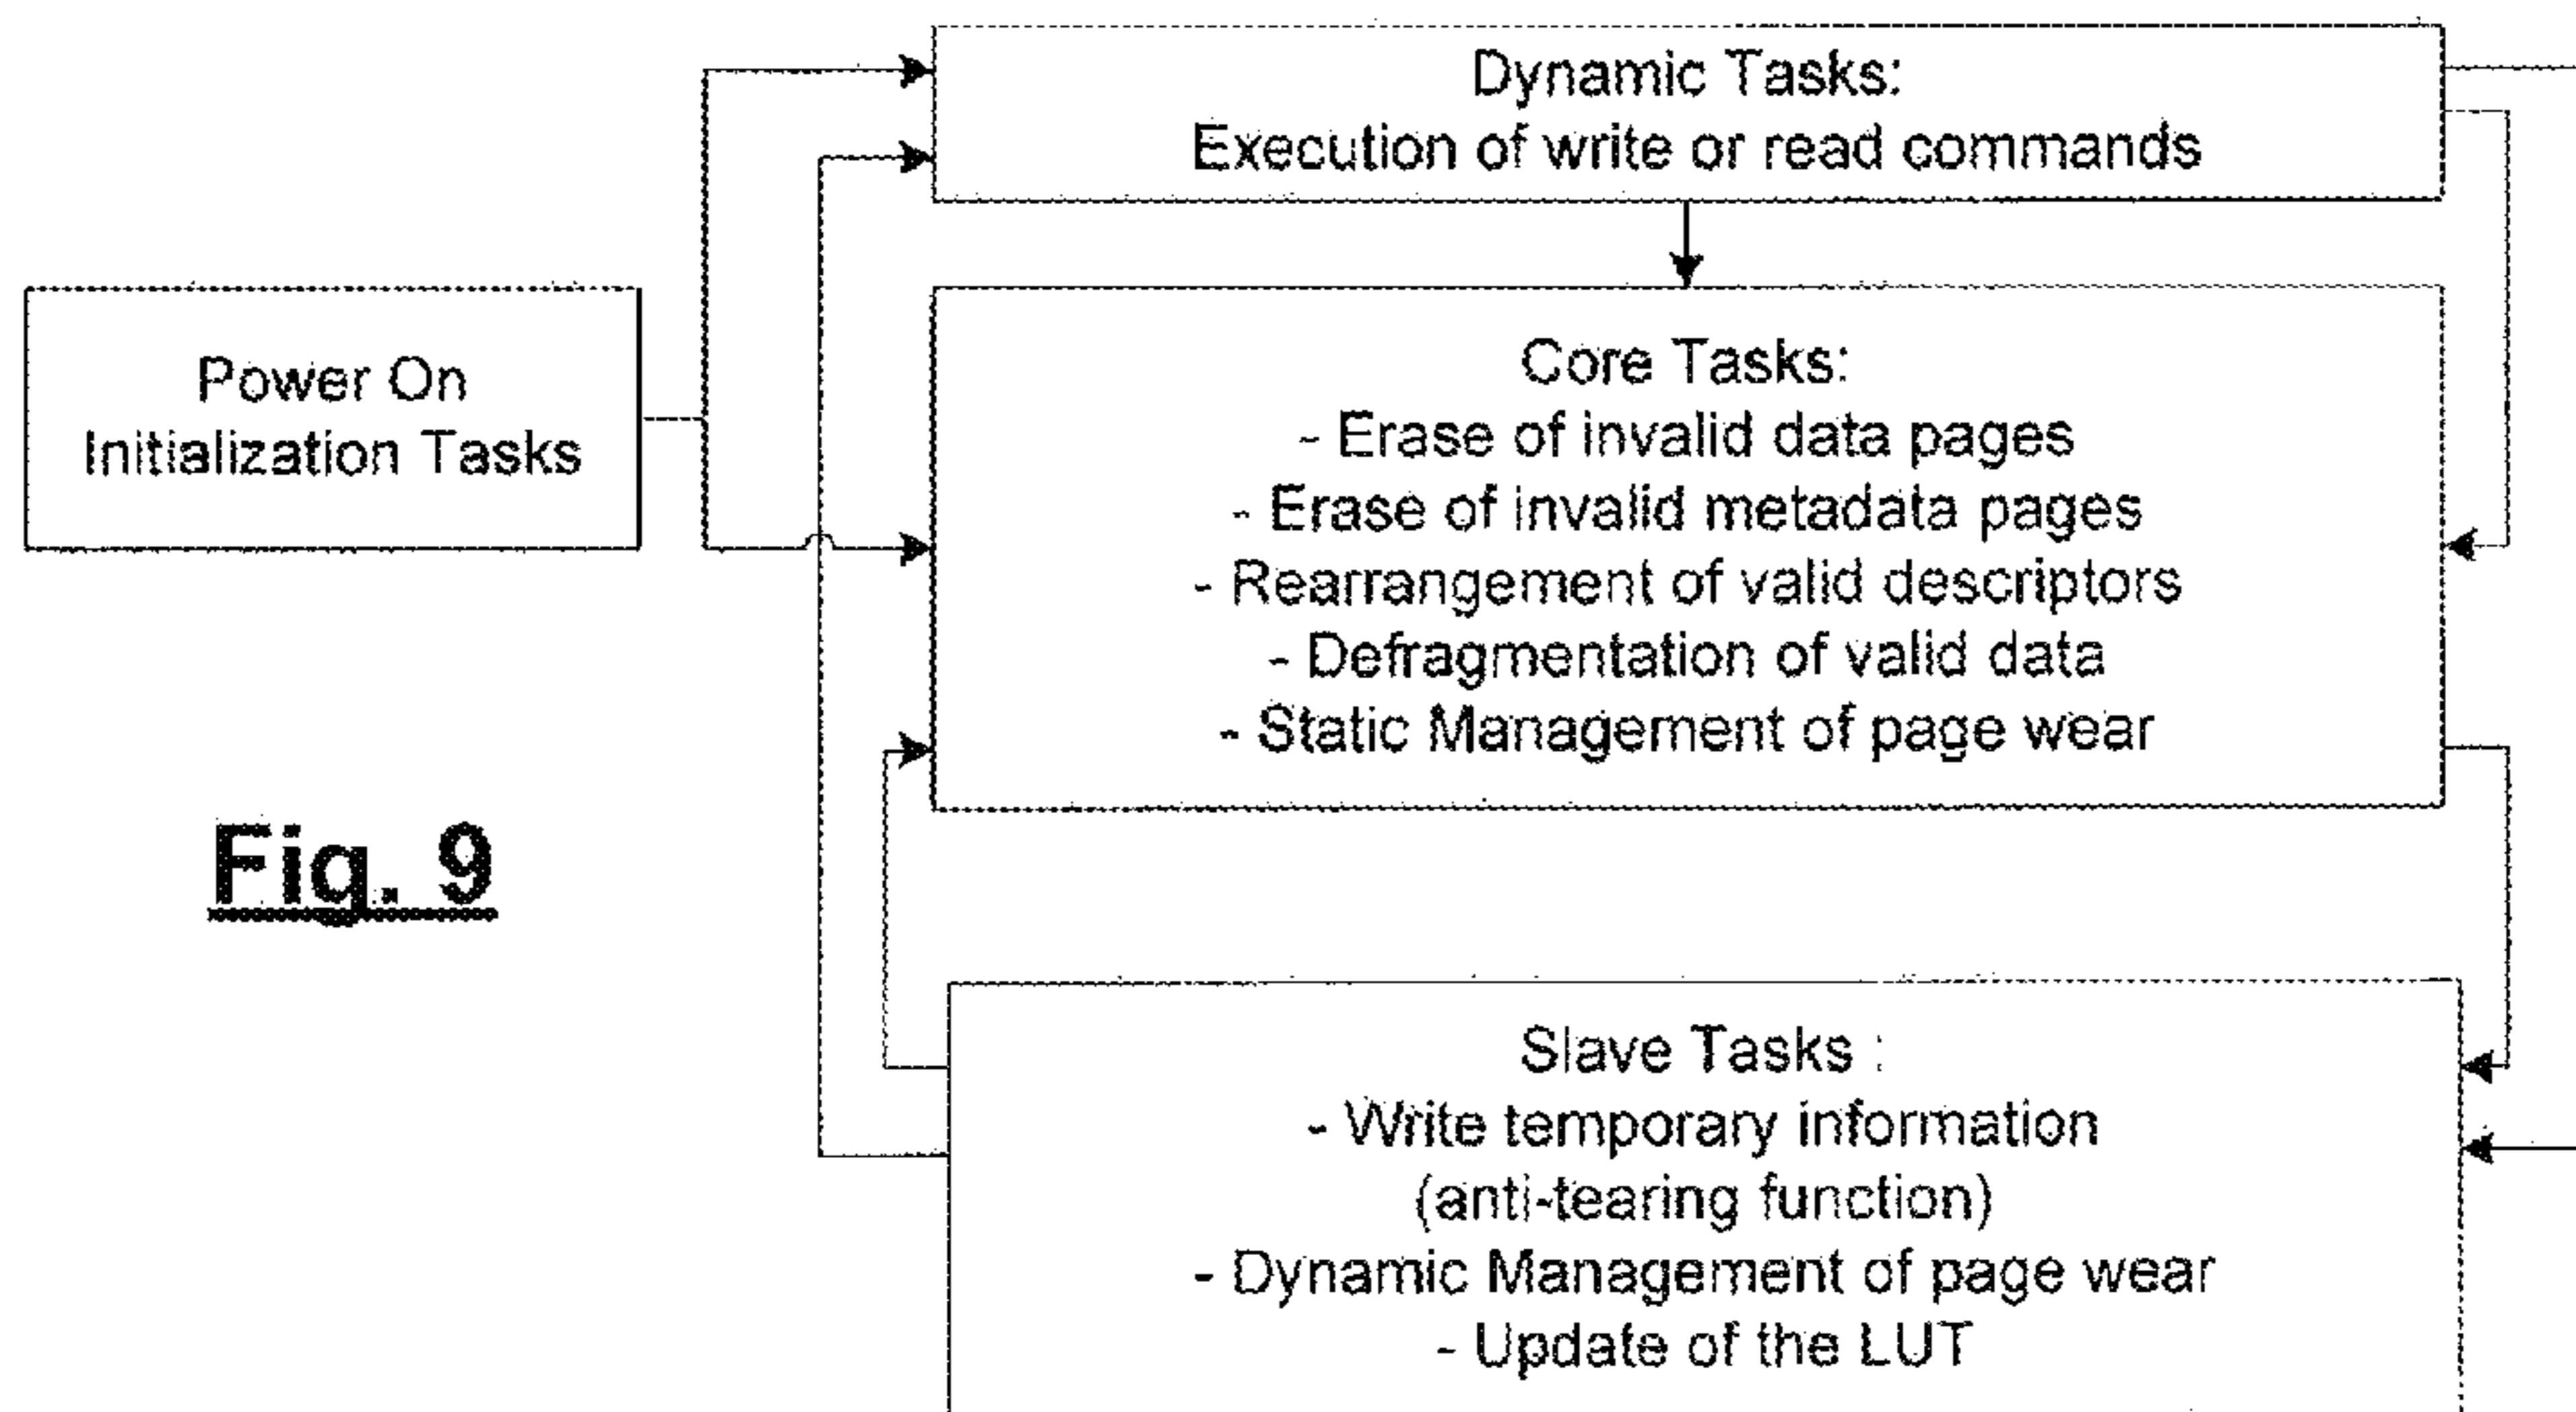 Dynamic Tasks:
Execution of write or read commands
Power On
Initialization Tasks
Core Tasks:
- Erase of invalid data pages
- Erase of invalid metadata pages
- Rearrangement of valid descriptors
- Defragmentation of valid data
- Static Management of page wear
Fig. 9
Slave Tasks :
- Write temporary information
(anti-tearing function)
- Dynamic Management of page wear
- Update of the LUT